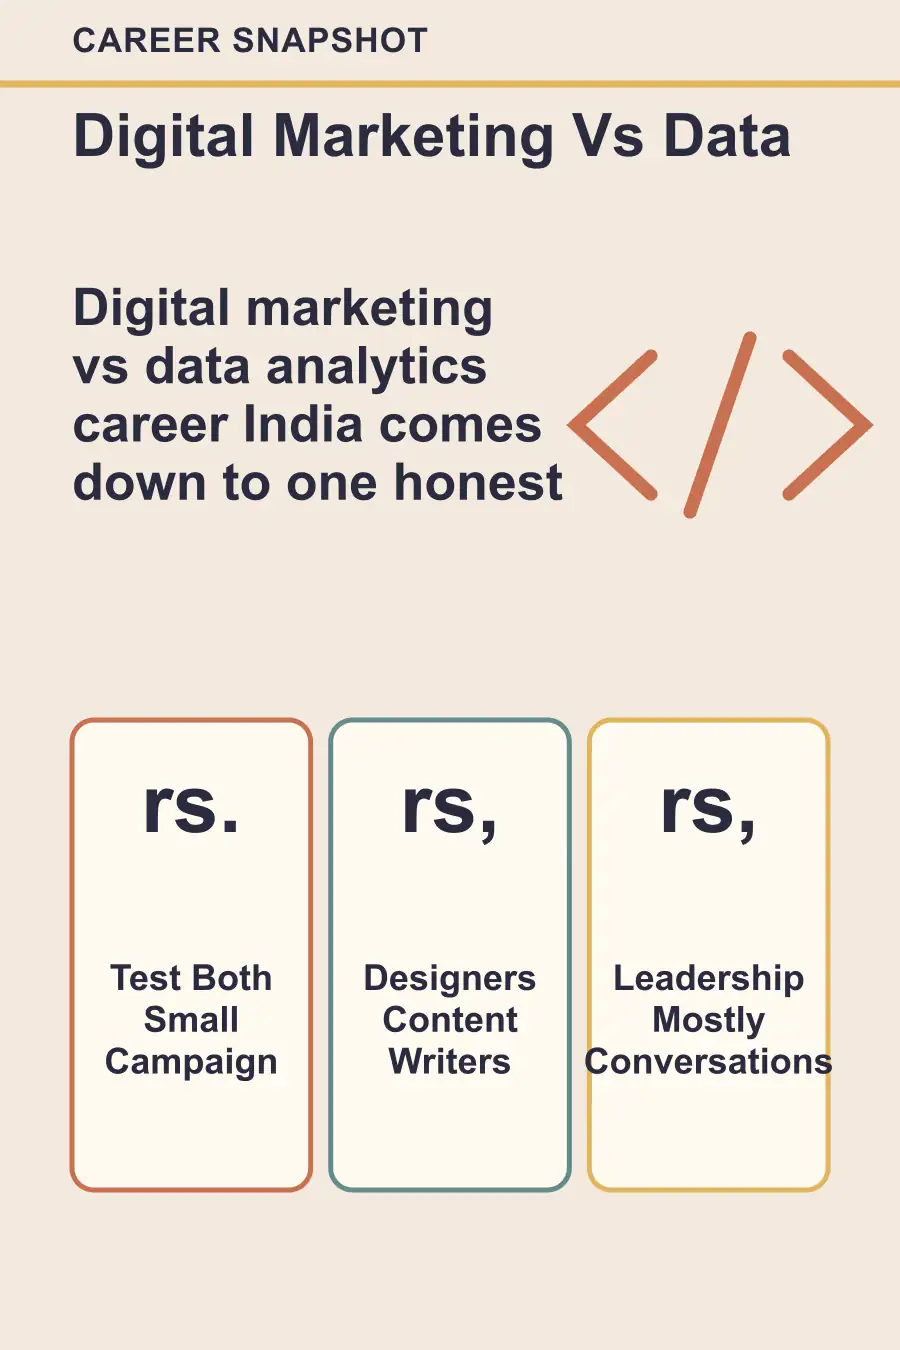 CAREER SNAPSHOT
Digital Marketing Vs Data
Digital marketing
vs data analytics
career India comes
down to one honest
</>
rs.
Test Both
Small
Campaign
rs,
Designers
Content
Writers
rs,
Leadership
Mostly
Conversations